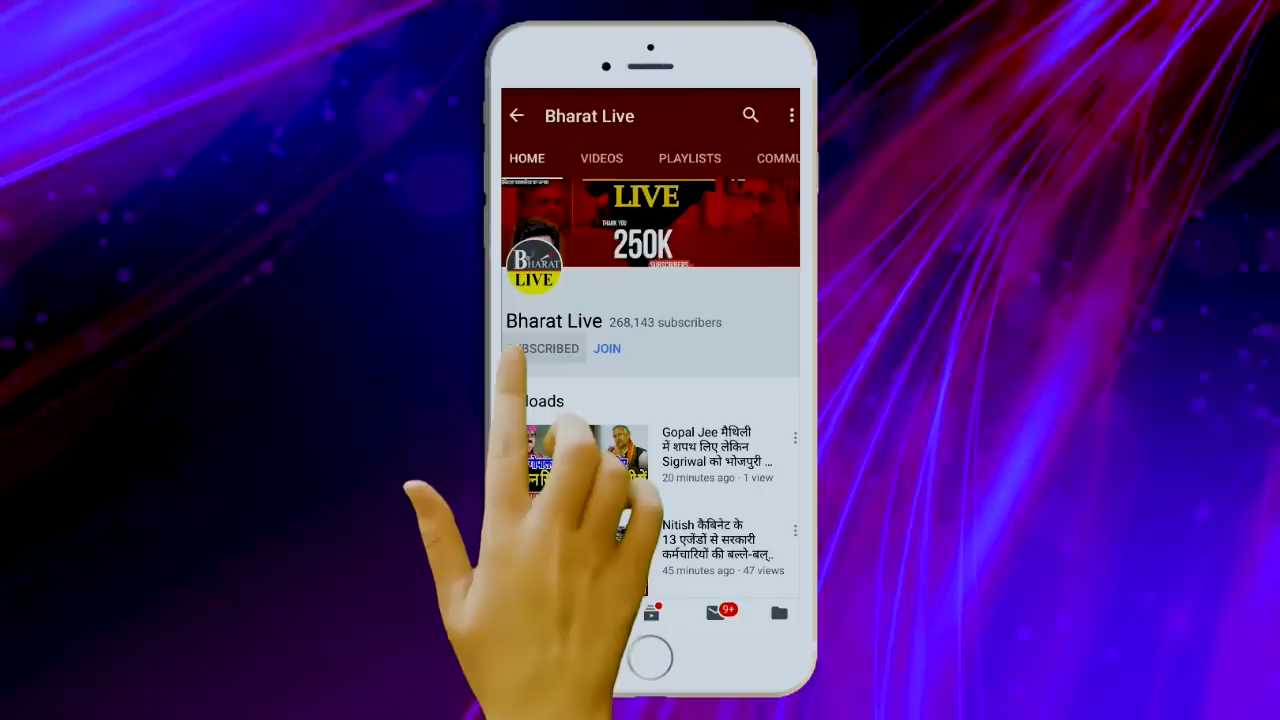 Bharat Live
HOME VIDEOS PLAYLISTS COMMU
LIVE
THANK YOU
250K
SUBSCRIBERS
BHARAT
LIVE
Bharat Live 268,143 subscribers
UBSCRIBED JOIN
loads
Gopal Jee मैथिली
में शपथ लिए लेकिन
Sigriwal को भोजपुरी ...
20 minutes ago · 1 view
Nitish कैबिनेट के
13 एजेंडों से सरकारी
कर्मचारियों की बल्ले-बल्..
45 minutes ago · 47 views
9+